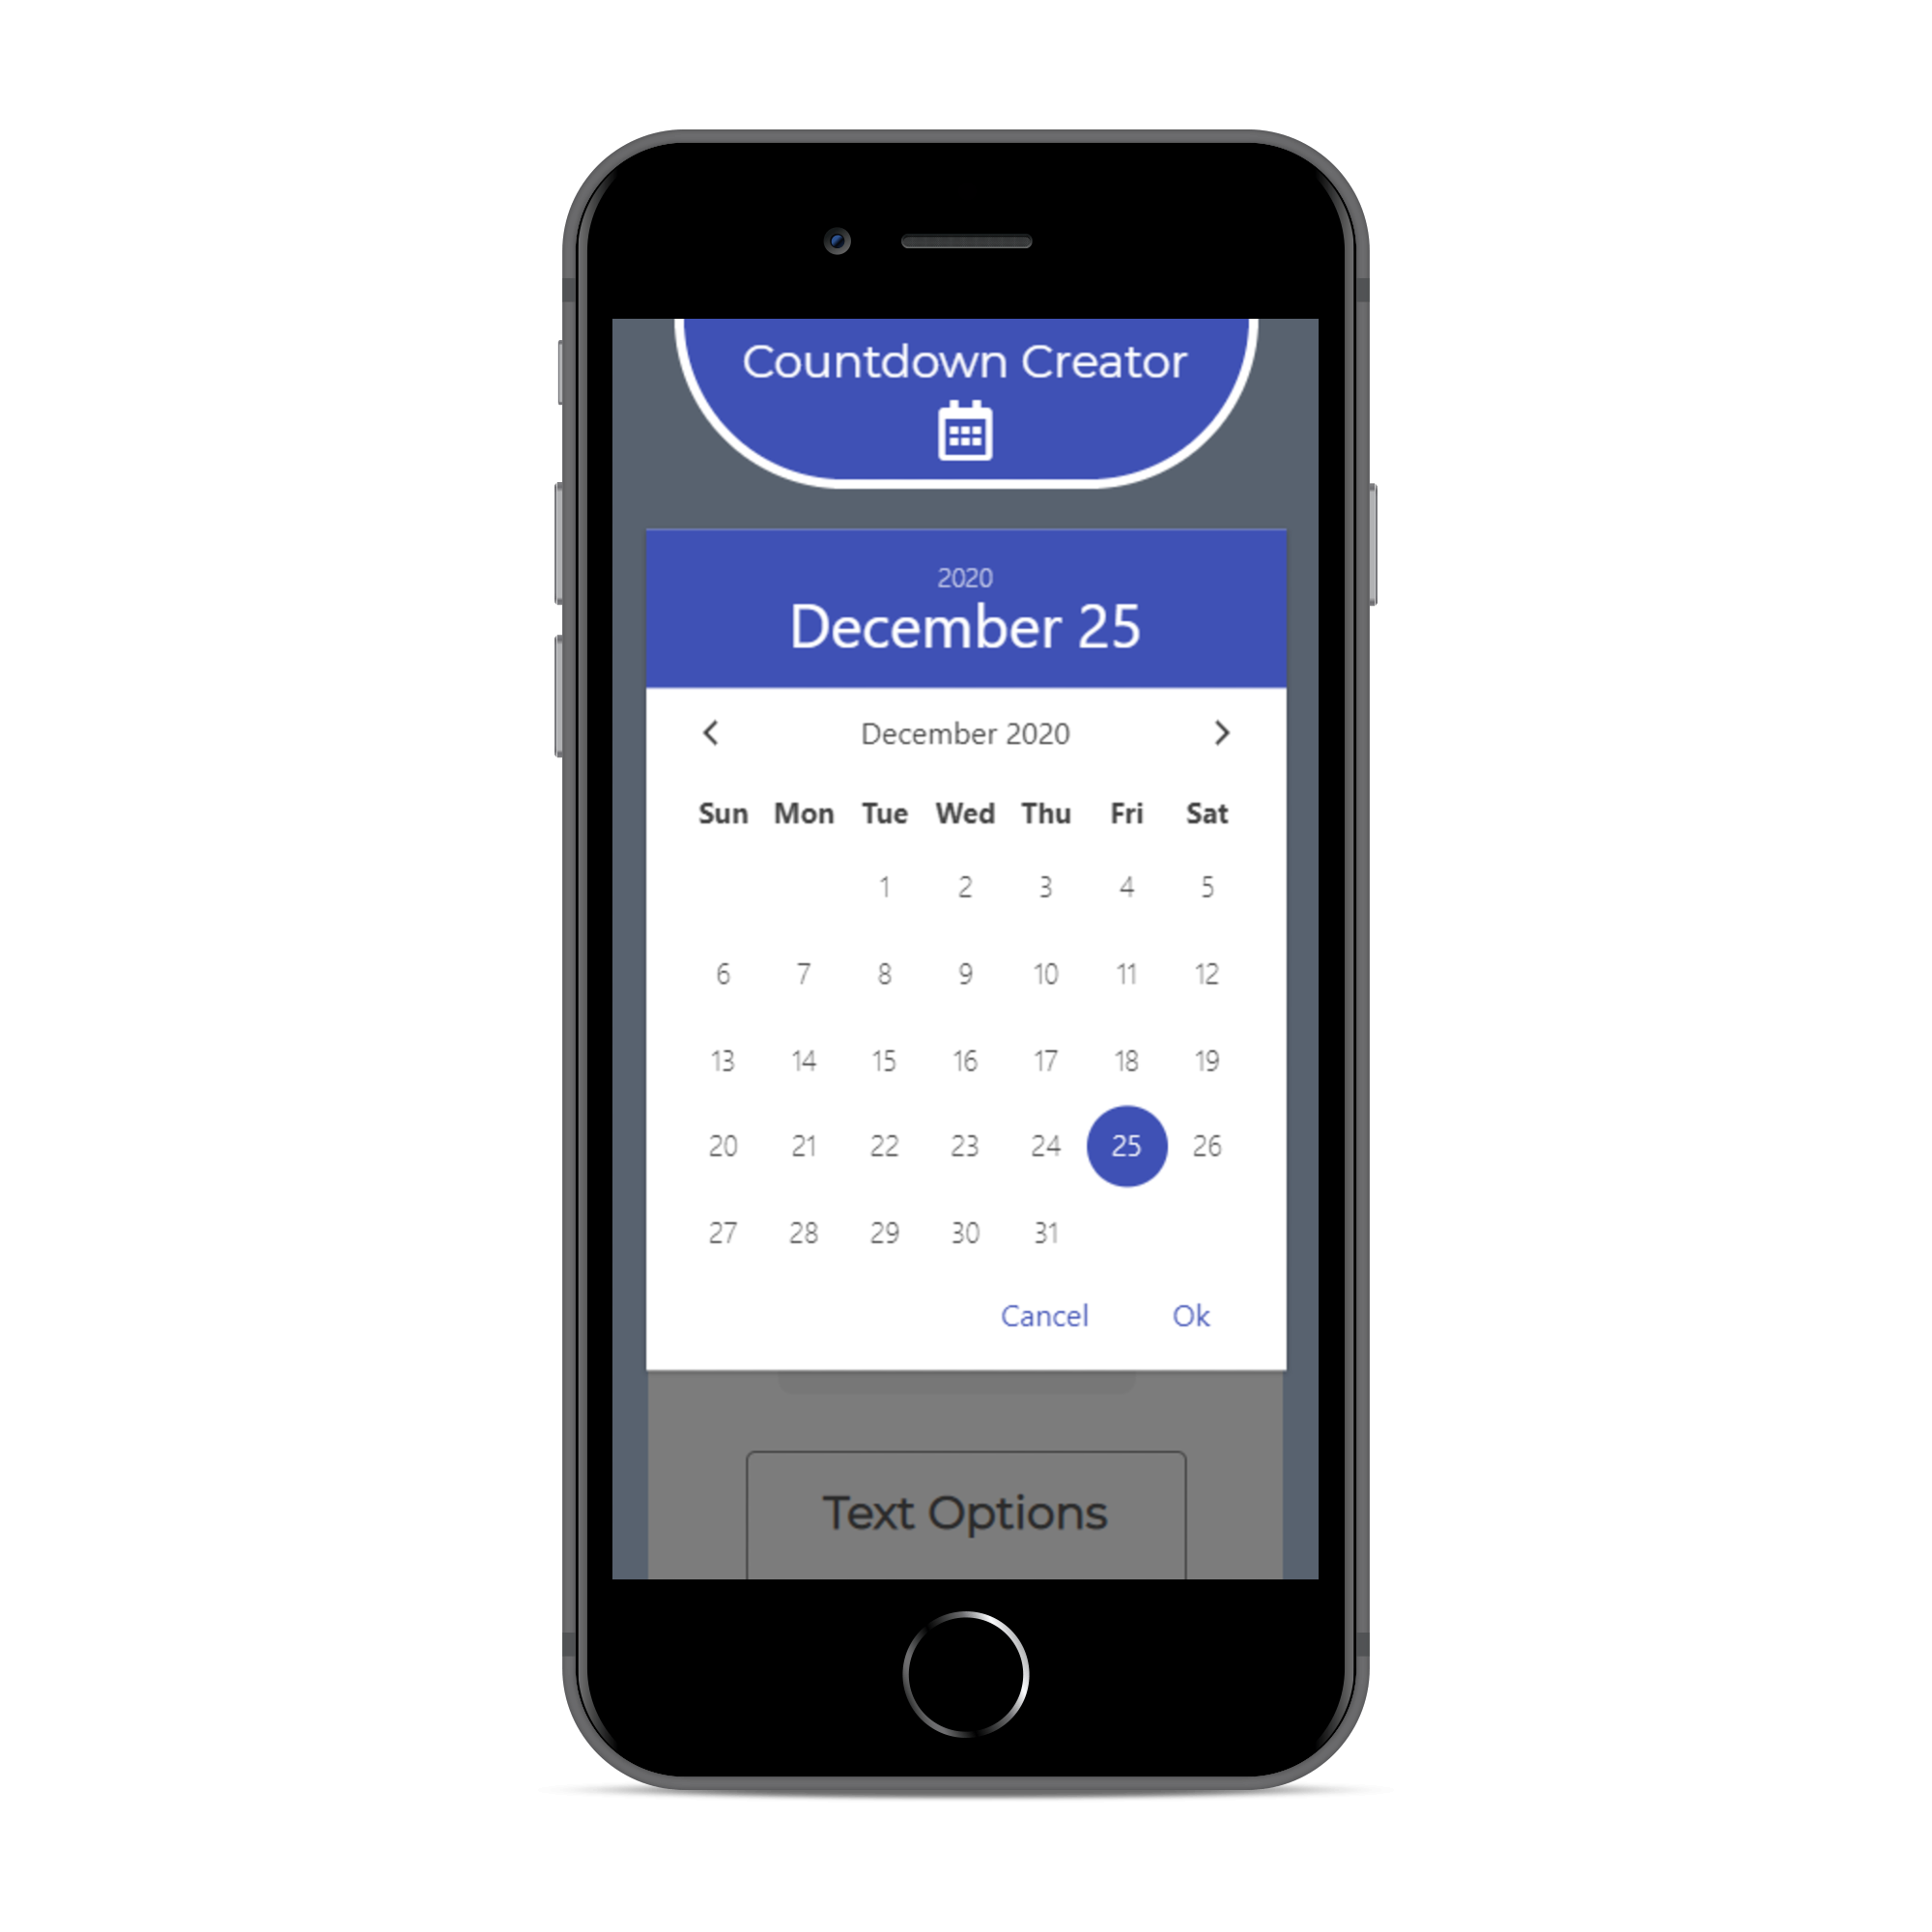 Countdown Creator
2020
December 25
December 2020
Sun Mon Tue Wed Thu Fri Sat
1 2 3 4 5
6 7 8 9 10 11 12
13 14 15 16 17 18 19
20 21 22 23 24 25 26
27 28 29 30 31
Cancel Ok
Text Options